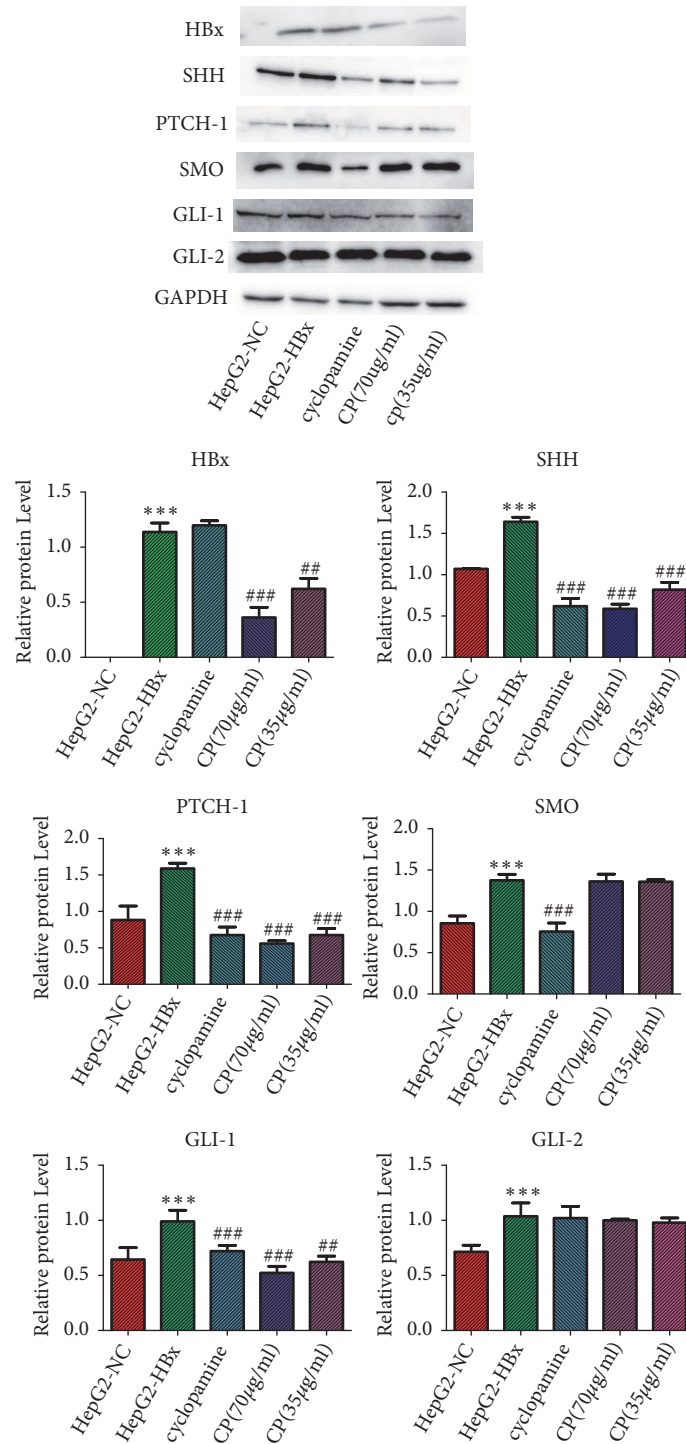 HBx
SHH
PTCH-1
SMO
GLI-1
GLI-2
GAPDH
HepG2-NC
HepG2-HBx
cyclopamine
CP(70ug/ml)
cp(35ug/ml)
HBx
Relative protein Level
1.5
1.0
0.5
0.0
***
###
##
HepG2-NC
HepG2-HBx
cyclopamine
CP(70μg/ml)
CP(35μg/ml)
SHH
Relative protein Level
2.0
1.5
1.0
0.5
0.0
***
###
###
###
HepG2-NC
HepG2-HBx
cyclopamine
CP(70μg/ml)
CP(35μg/ml)
PTCH-1
Relative protein Level
2.0
1.5
1.0
0.5
0.0
***
###
###
###
HepG2-NC
HepG2-HBx
cyclopamine
CP(70μg/ml)
CP(35μg/ml)
SMO
Relative protein Level
2.0
1.5
1.0
0.5
0.0
***
###
HepG2-NC
HepG2-HBx
cyclopamine
CP(70μg/ml)
CP(35μg/ml)
GLI-1
Relative protein Level
1.5
1.0
0.5
0.0
***
###
###
##
HepG2-NC
HepG2-HBx
cyclopamine
CP(70μg/ml)
CP(35μg/ml)
GLI-2
Relative protein Level
1.5
1.0
0.5
0.0
***
HepG2-NC
HepG2-HBx
cyclopamine
CP(70μg/ml)
CP(35μg/ml)